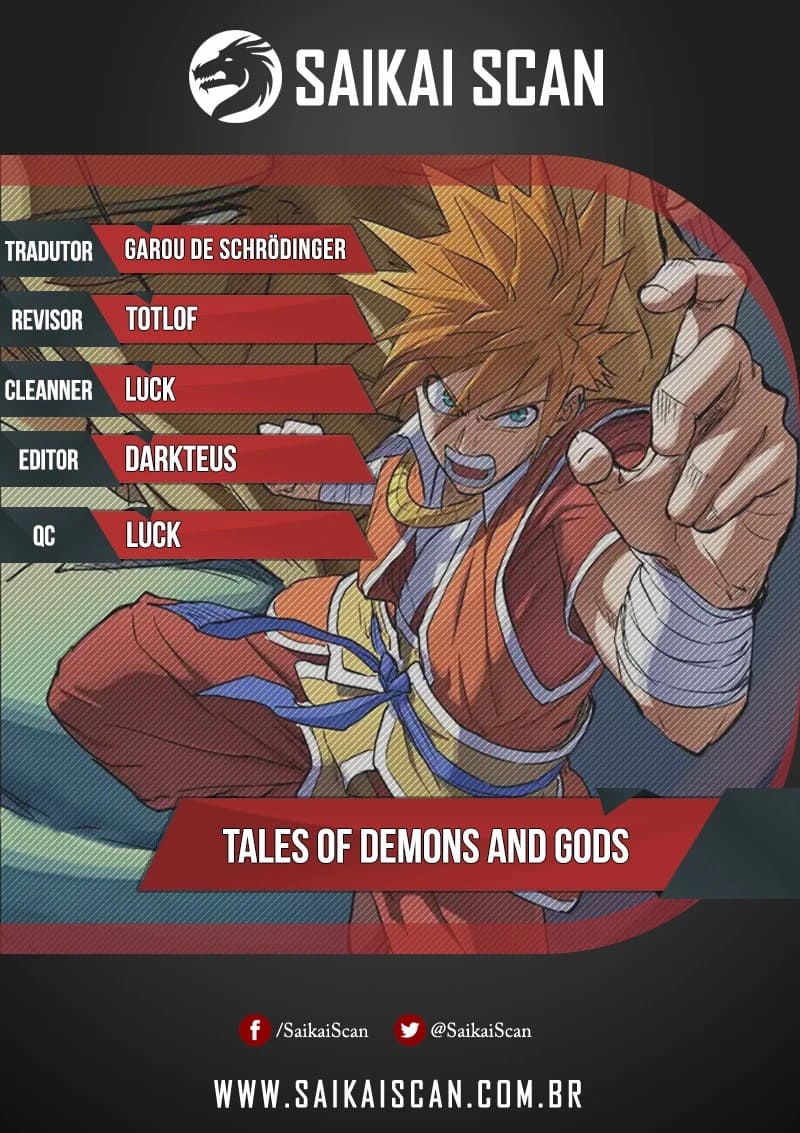 SAIKAI SCAN
TRADUTOR GAROU DE SCHRÖDINGER
REVISOR TOTLOF
CLEANNER LUCK
EDITOR DARKTEUS
QC LUCK
TALES OF DEMONS AND GODS
/SaikaiScan @SaikaiScan
WWW.SAIKAISCAN.COM.BR